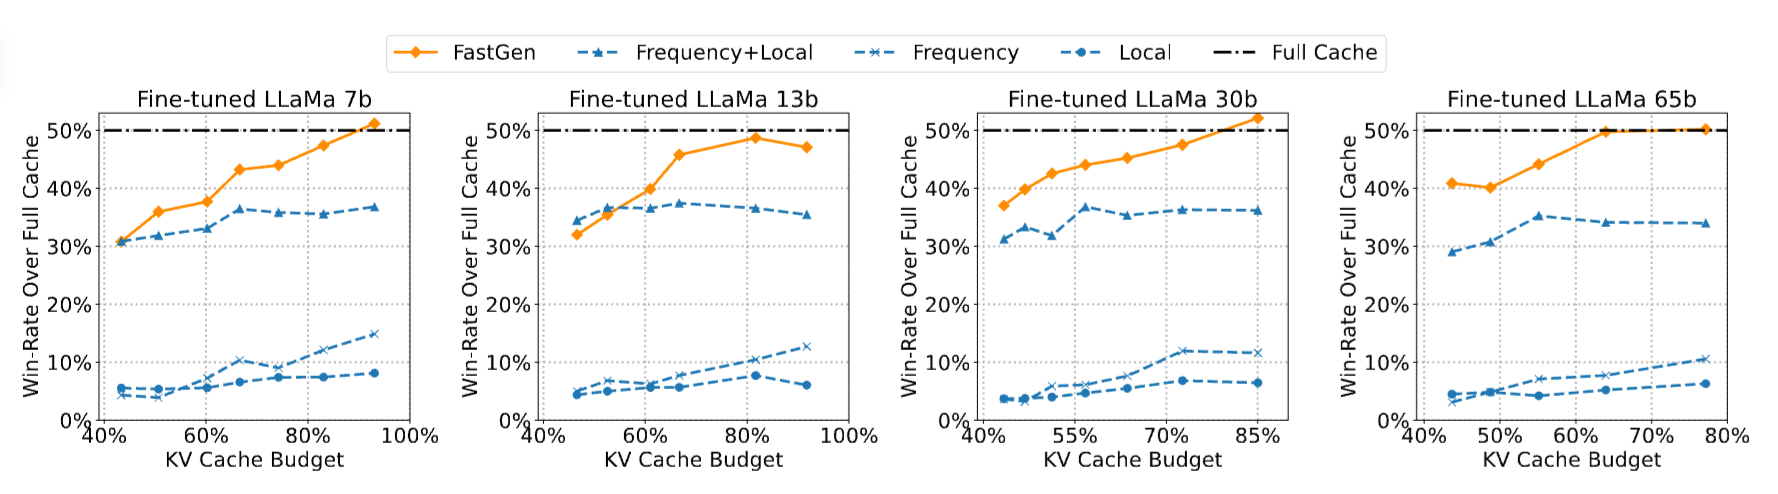 FastGen Frequency+Local Frequency Local Full Cache
Fine-tuned LLaMa 7b
Win-Rate Over Full Cache
50%
40%
30%
20%
10%
0%
40% 60% 80% 100%
KV Cache Budget
Fine-tuned LLaMa 13b
Win-Rate Over Full Cache
50%
40%
30%
20%
10%
0%
40% 60% 80% 100%
KV Cache Budget
Fine-tuned LLaMa 30b
Win-Rate Over Full Cache
50%
40%
30%
20%
10%
0%
40% 55% 70% 85%
KV Cache Budget
Fine-tuned LLaMa 65b
Win-Rate Over Full Cache
50%
40%
30%
20%
10%
0%
40% 50% 60% 70% 80%
KV Cache Budget